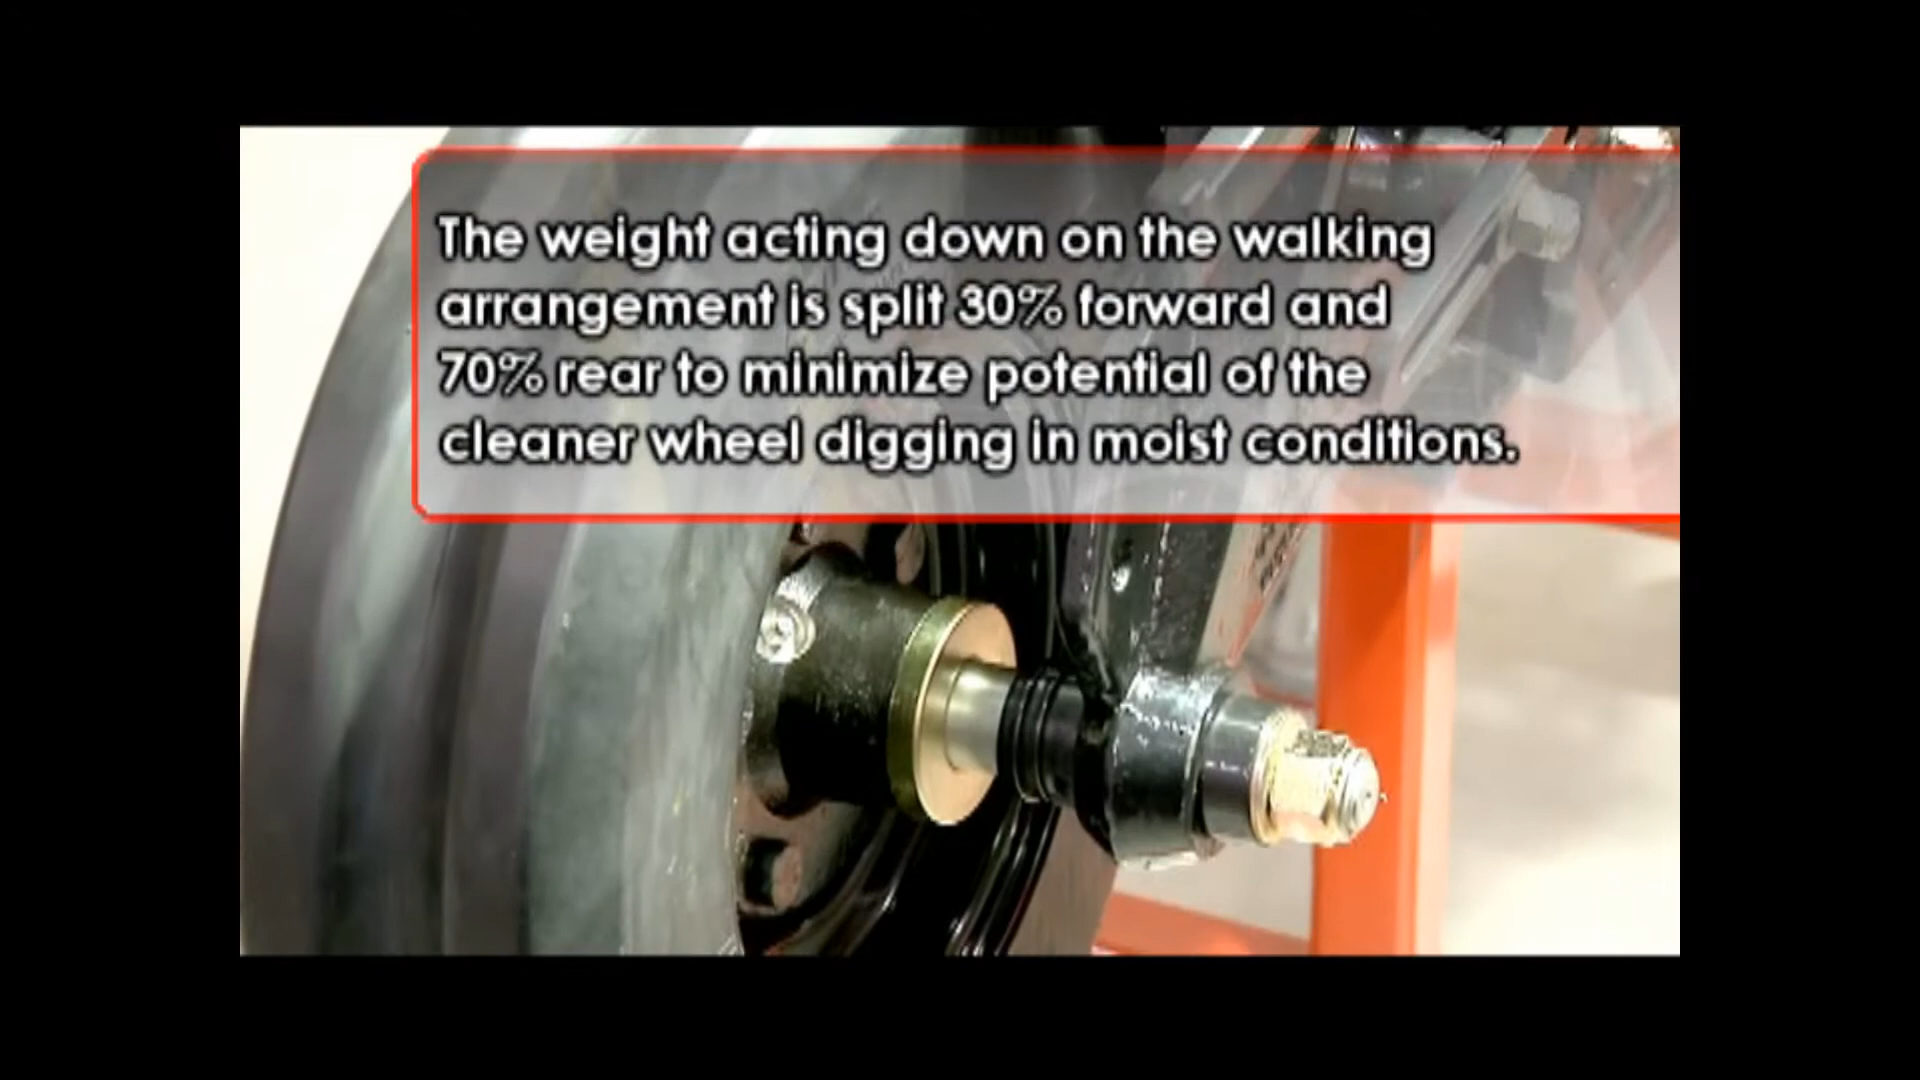 The weight acting down on the walking
arrangement is split 30% forward and
70% rear to minimize potential of the
cleaner wheel digging in moist conditions.